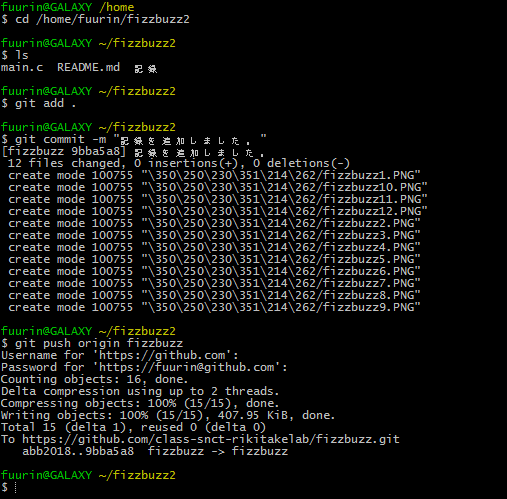 fuurin@GALAXY /home
$ cd /home/fuurin/fizzbuzz2
fuurin@GALAXY ~/fizzbuzz2
$ ls
main.c  README.md  記録
fuurin@GALAXY ~/fizzbuzz2
$ git add .
fuurin@GALAXY ~/fizzbuzz2
$ git commit -m "記録を追加しました。"
[fizzbuzz 9bba5a8] 記録を追加しました。
 12 files changed, 0 insertions(+), 0 deletions(-)
 create mode 100755 "\350\250\230\351\214\262/fizzbuzz1.PNG"
 create mode 100755 "\350\250\230\351\214\262/fizzbuzz10.PNG"
 create mode 100755 "\350\250\230\351\214\262/fizzbuzz11.PNG"
 create mode 100755 "\350\250\230\351\214\262/fizzbuzz12.PNG"
 create mode 100755 "\350\250\230\351\214\262/fizzbuzz2.PNG"
 create mode 100755 "\350\250\230\351\214\262/fizzbuzz3.PNG"
 create mode 100755 "\350\250\230\351\214\262/fizzbuzz4.PNG"
 create mode 100755 "\350\250\230\351\214\262/fizzbuzz5.PNG"
 create mode 100755 "\350\250\230\351\214\262/fizzbuzz6.PNG"
 create mode 100755 "\350\250\230\351\214\262/fizzbuzz7.PNG"
 create mode 100755 "\350\250\230\351\214\262/fizzbuzz8.PNG"
 create mode 100755 "\350\250\230\351\214\262/fizzbuzz9.PNG"
fuurin@GALAXY ~/fizzbuzz2
$ git push origin fizzbuzz
Username for 'https://github.com':
Password for 'https://fuurin@github.com':
Counting objects: 16, done.
Delta compression using up to 2 threads.
Compressing objects: 100% (15/15), done.
Writing objects: 100% (15/15), 407.95 KiB, done.
Total 15 (delta 1), reused 0 (delta 0)
To https://github.com/class-snct-rikitakelab/fizzbuzz.git
   abb2018..9bba5a8  fizzbuzz -> fizzbuzz
fuurin@GALAXY ~/fizzbuzz2
$